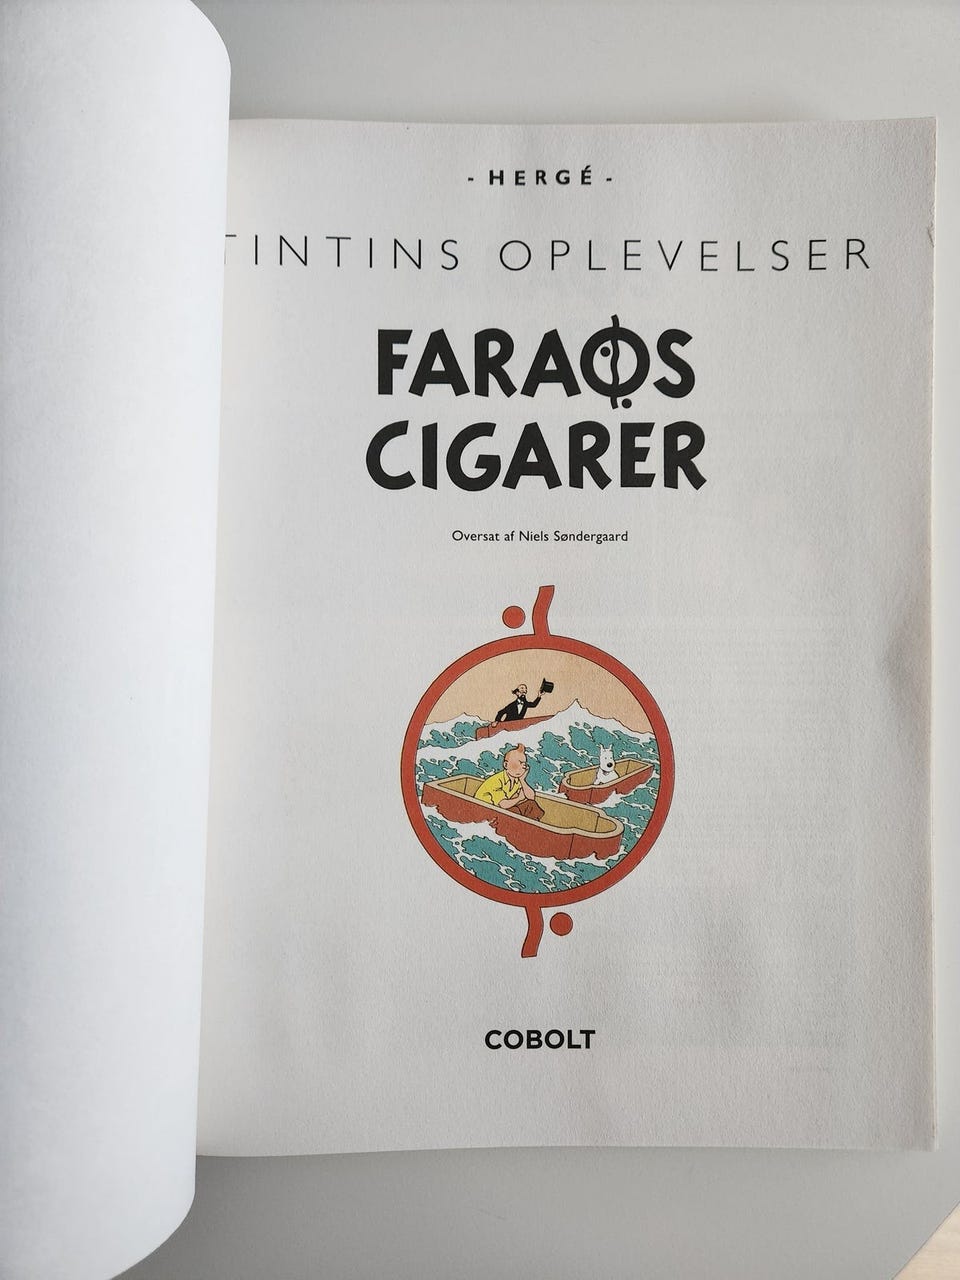 - HERGÉ -
TINTINS OPLEVELSER
FARAOS
CIGARER
Oversat af Niels Søndergaard
COBOLT